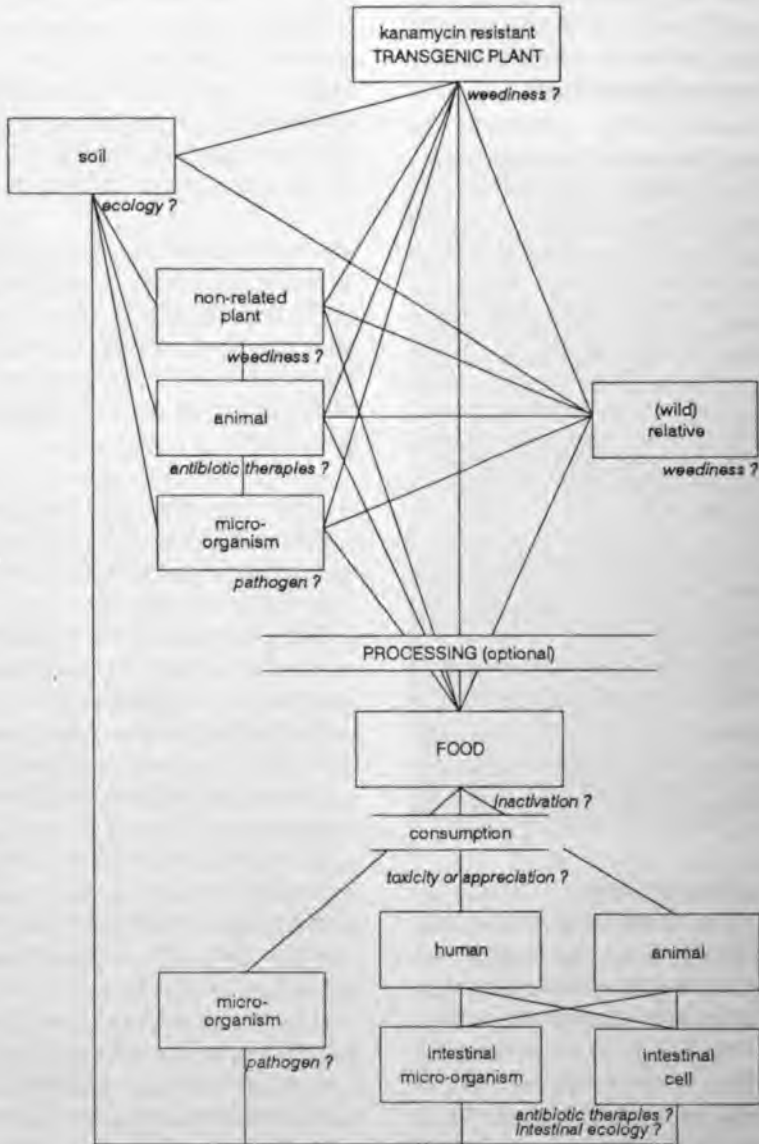 kanamycin resistant
TRANSGENIC PLANT
weediness ?
soil
ecology ?
non-related
plant
weediness ?
animal
antibiotic therapies ?
(wild)
relative
weediness ?
micro-
organism
pathogen ?
PROCESSING (optional)
FOOD
inactivation ?
consumption
toxicity or appreciation ?
human
animal
micro-
organism
pathogen ?
intestinal
micro-organism
intestinal
cell
antibiotic therapies ?
intestinal ecology ?